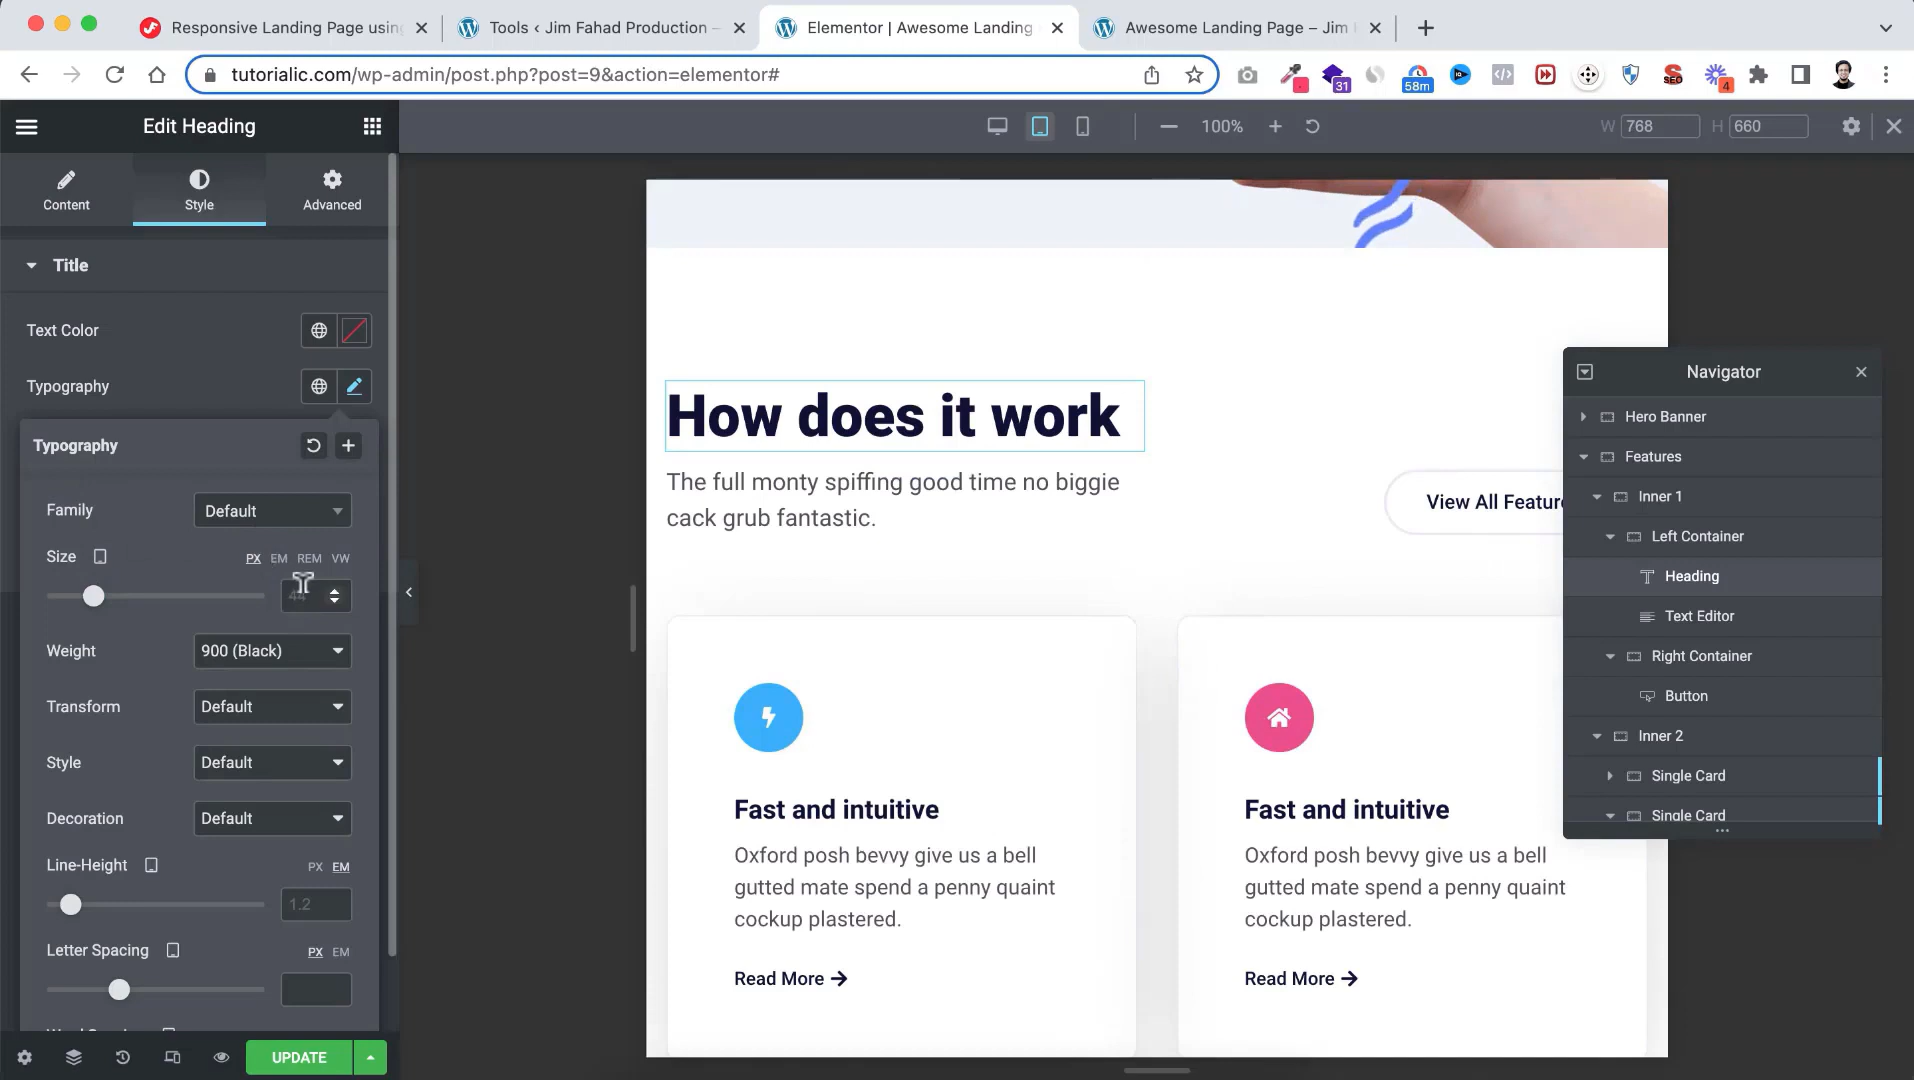 Responsive Landing Page using
Tools ‹ Jim Fahad Production –
Elementor | Awesome Landing
Awesome Landing Page – Jim
tutorialic.com/wp-admin/post.php?post=9&action=elementor#
31
58m
SEO
4
Edit Heading
100%
W 768
H 660
Content
Style
Advanced
Title
Text Color
Typography
Typography
Family
Default
Size
PX EM REM VW
44
Weight
900 (Black)
Transform
Default
Style
Default
Decoration
Default
Line-Height
PX EM
1.2
Letter Spacing
PX EM
UPDATE
How does it work
The full monty spiffing good time no biggie
cack grub fantastic.
View All Feature
Fast and intuitive
Oxford posh bevvy give us a bell
gutted mate spend a penny quaint
cockup plastered.
Read More
Fast and intuitive
Oxford posh bevvy give us a bell
gutted mate spend a penny quaint
cockup plastered.
Read More
Navigator
Hero Banner
Features
Inner 1
Left Container
Heading
Text Editor
Right Container
Button
Inner 2
Single Card
Single Card